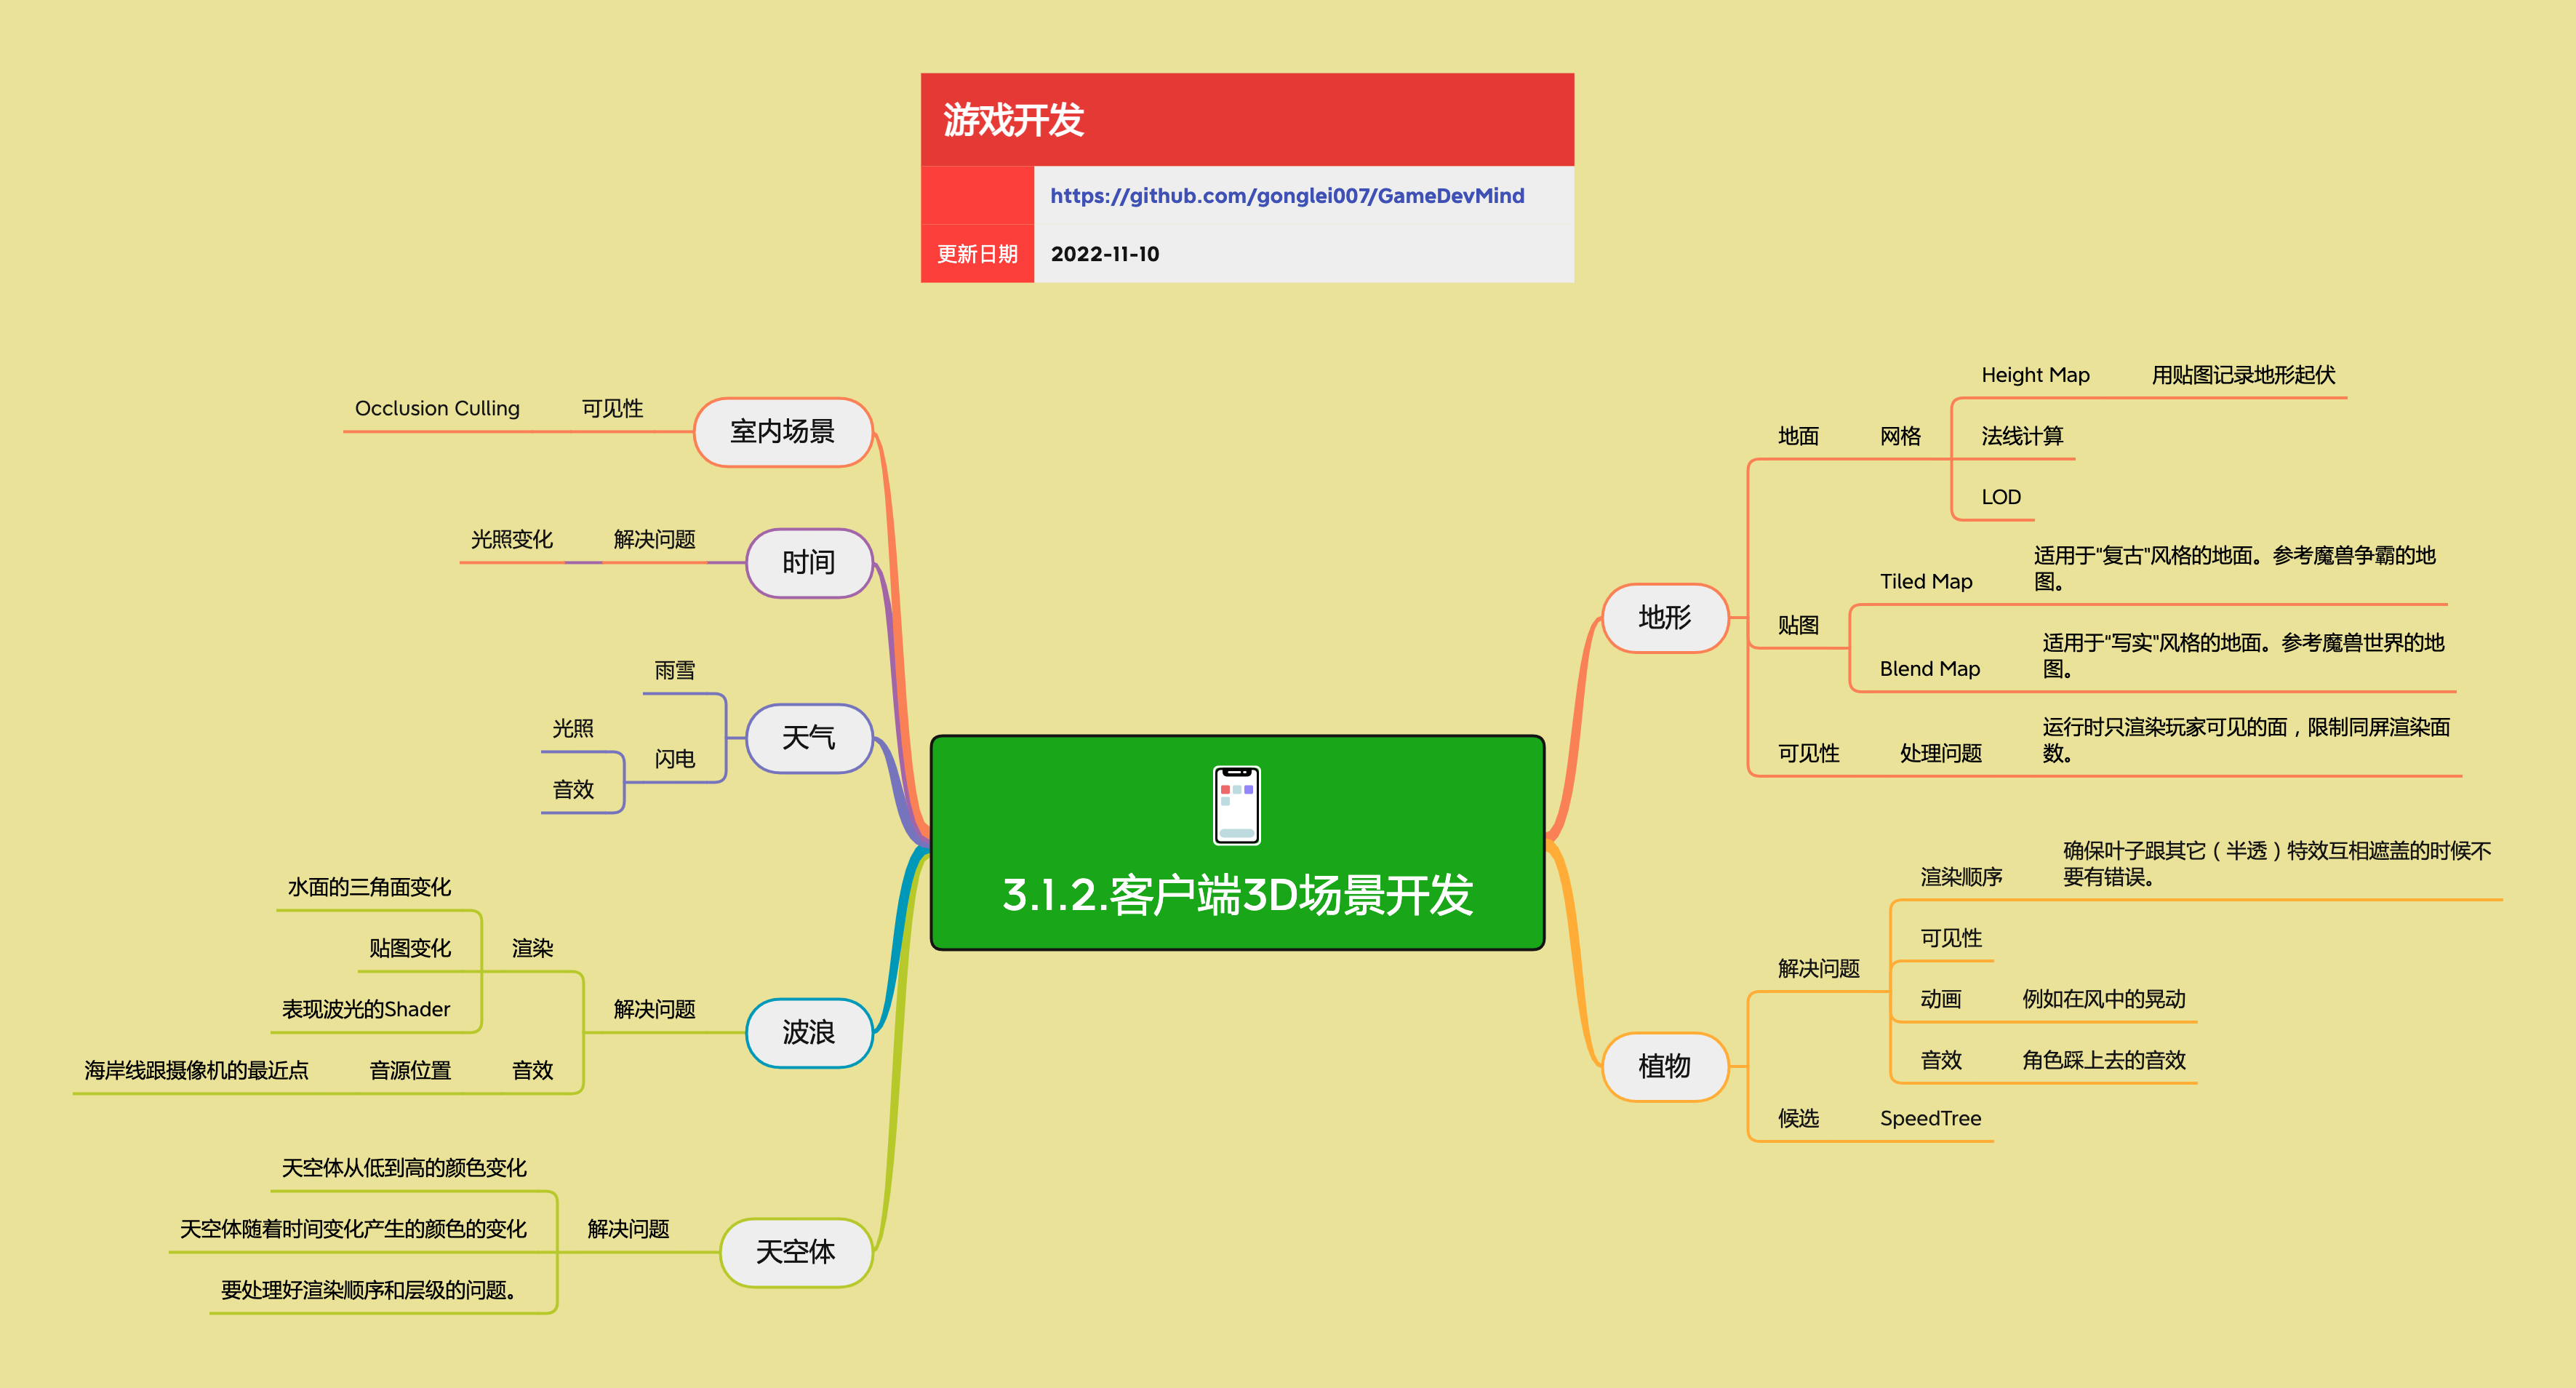 游戏开发
https://github.com/gonglei007/GameDevMind
更新日期
2022-11-10
3.1.2.客户端3D场景开发
地形
地面
网格
Height Map
用贴图记录地形起伏
法线计算
LOD
贴图
Tiled Map
适用于"复古"风格的地面。参考魔兽争霸的地
图。
Blend Map
适用于"写实"风格的地面。参考魔兽世界的地
图。
可见性
处理问题
运行时只渲染玩家可见的面，限制同屏渲染面
数。
植物
解决问题
渲染顺序
确保叶子跟其它（半透）特效互相遮盖的时候不
要有错误。
可见性
动画
例如在风中的晃动
音效
角色踩上去的音效
候选
SpeedTree
室内场景
可见性
Occlusion Culling
时间
解决问题
光照变化
天气
雨雪
闪电
光照
音效
波浪
解决问题
渲染
水面的三角面变化
贴图变化
表现波光的Shader
音效
音源位置
海岸线跟摄像机的最近点
天空体
解决问题
天空体从低到高的颜色变化
天空体随着时间变化产生的颜色的变化
要处理好渲染顺序和层级的问题。